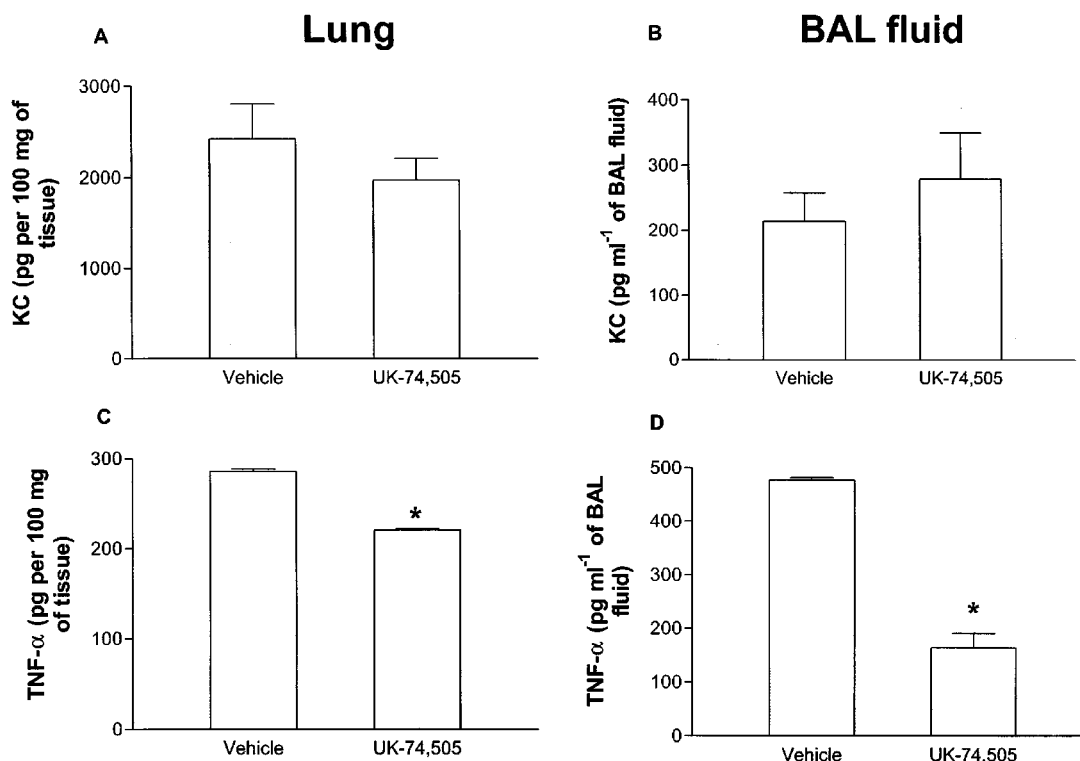 A
Lung
B
BAL fluid
KC (pg per 100 mg of
tissue)
3000
2000
1000
0
Vehicle
UK-74,505
KC (pg ml⁻¹ of BAL fluid)
400
300
200
100
0
Vehicle
UK-74,505
C
TNF-α (pg per 100 mg
of tissue)
300
200
100
0
*
Vehicle
UK-74,505
D
TNF-α (pg ml⁻¹ of BAL
fluid)
500
400
300
200
100
0
*
Vehicle
UK-74,505